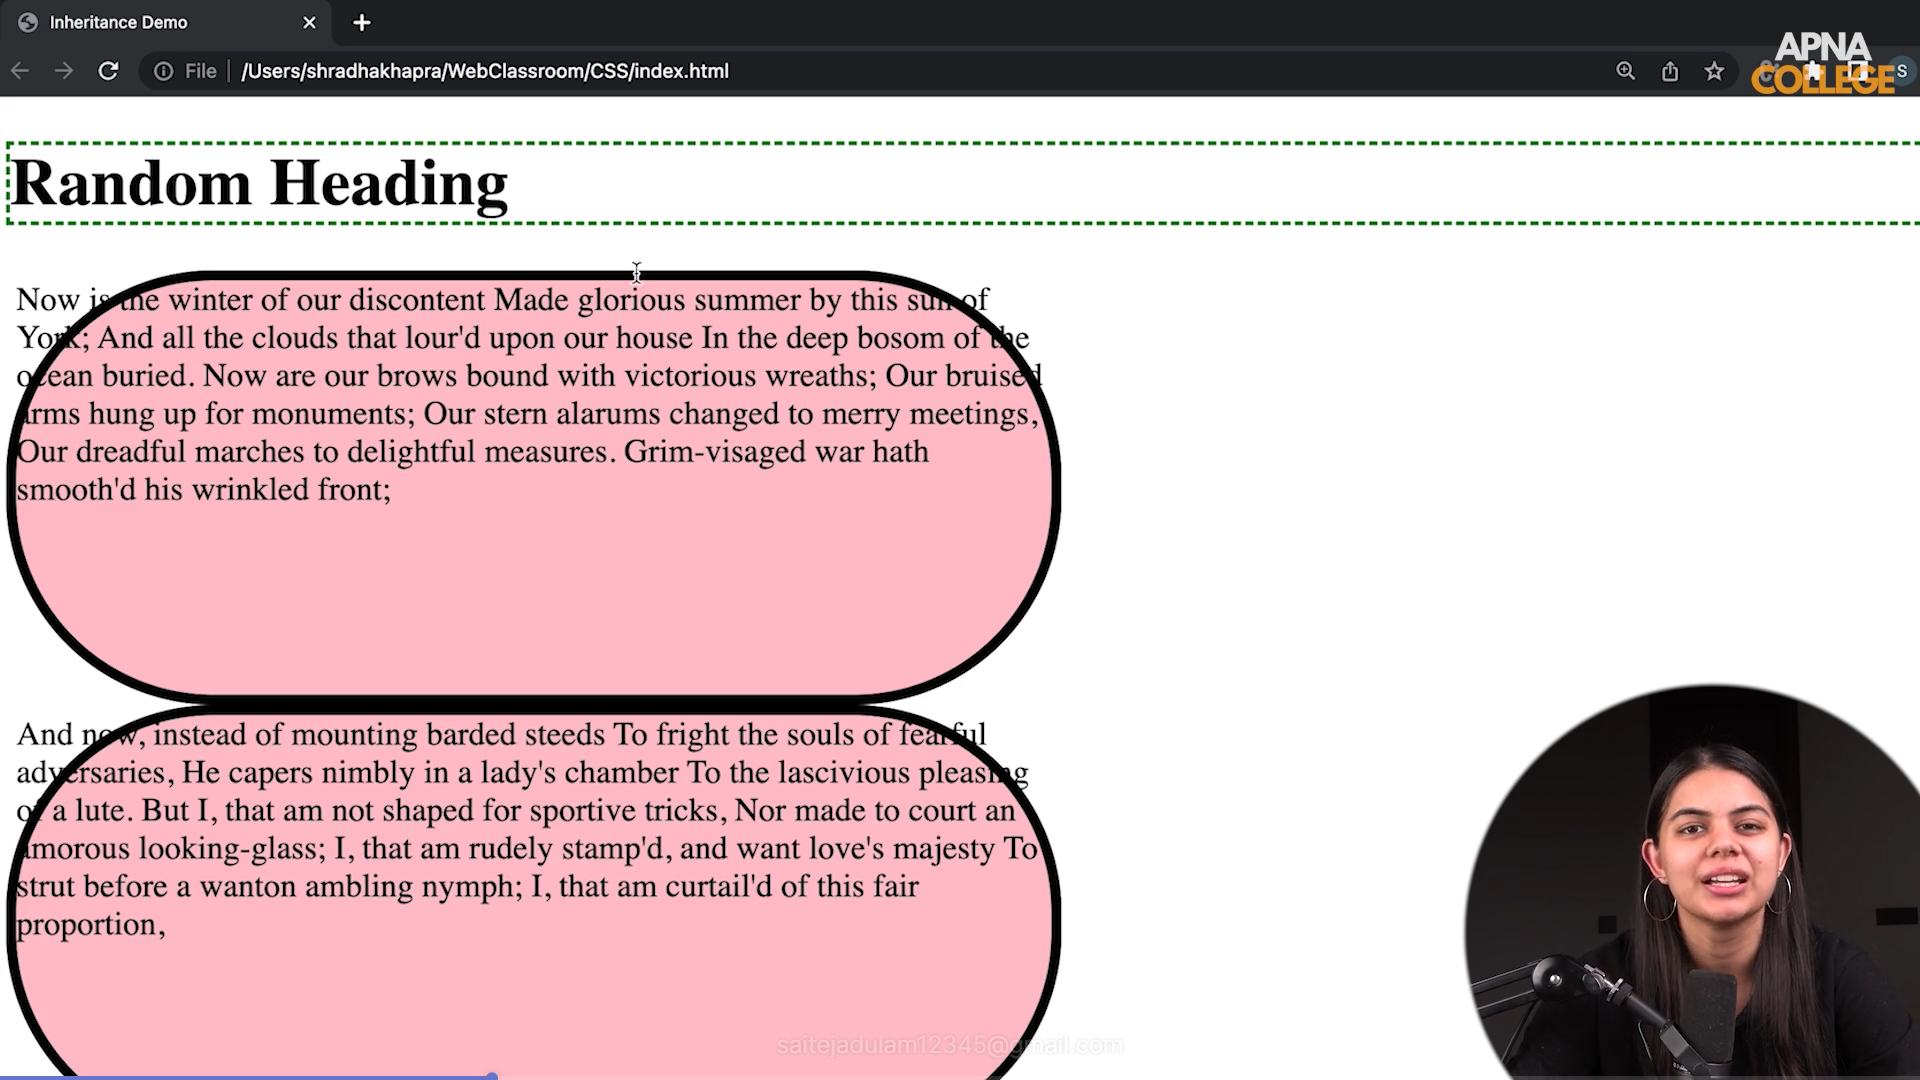 Inheritance Demo
APNA
COLLEGE
File
/Users/shradhakhapra/WebClassroom/CSS/index.html
S
Random Heading
Now is the winter of our discontent Made glorious summer by this sun of
York; And all the clouds that lour'd upon our house In the deep bosom of the
ocean buried. Now are our brows bound with victorious wreaths; Our bruised
arms hung up for monuments; Our stern alarums changed to merry meetings,
Our dreadful marches to delightful measures. Grim-visaged war hath
smooth'd his wrinkled front;
And now, instead of mounting barded steeds To fright the souls of fearful
adversaries, He capers nimbly in a lady's chamber To the lascivious pleasing
of a lute. But I, that am not shaped for sportive tricks, Nor made to court an
amorous looking-glass; I, that am rudely stamp'd, and want love's majesty To
strut before a wanton ambling nymph; I, that am curtail'd of this fair
proportion,
saitejadulam12345@gmail.com